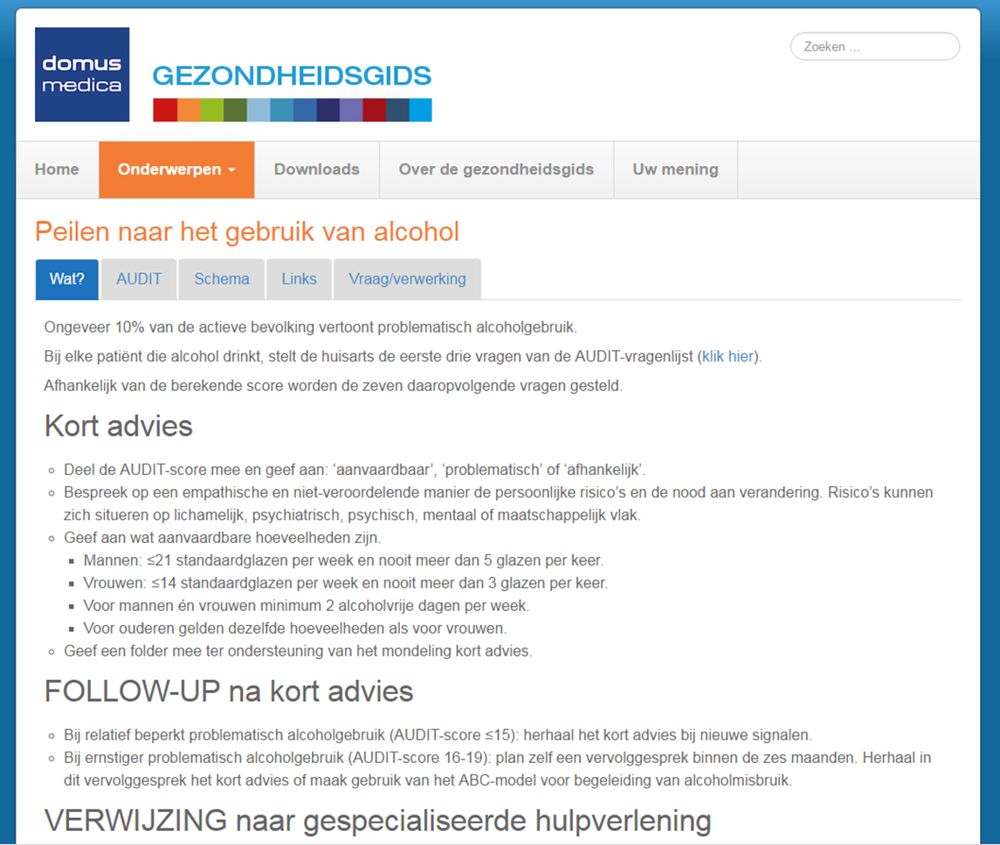 domus
medica
GEZONDHEIDSGIDS
Zoeken ...
Home
Onderwerpen
Downloads
Over de gezondheidsgids
Uw mening
Peilen naar het gebruik van alcohol
Wat?
AUDIT
Schema
Links
Vraag/verwerking
Ongeveer 10% van de actieve bevolking vertoont problematisch alcoholgebruik.
Bij elke patiënt die alcohol drinkt, stelt de huisarts de eerste drie vragen van de AUDIT-vragenlijst (klik hier).
Afhankelijk van de berekende score worden de zeven daaropvolgende vragen gesteld.
Kort advies
Deel de AUDIT-score mee en geef aan: ‘aanvaardbaar’, ‘problematisch’ of ‘afhankelijk’.
Bespreek op een empathische en niet-veroordelende manier de persoonlijke risico’s en de nood aan verandering. Risico’s kunnen
zich situeren op lichamelijk, psychiatrisch, psychisch, mentaal of maatschappelijk vlak.
Geef aan wat aanvaardbare hoeveelheden zijn.
Mannen: ≤21 standaardglazen per week en nooit meer dan 5 glazen per keer.
Vrouwen: ≤14 standaardglazen per week en nooit meer dan 3 glazen per keer.
Voor mannen én vrouwen minimum 2 alcoholvrije dagen per week.
Voor ouderen gelden dezelfde hoeveelheden als voor vrouwen.
Geef een folder mee ter ondersteuning van het mondeling kort advies.
FOLLOW-UP na kort advies
Bij relatief beperkt problematisch alcoholgebruik (AUDIT-score ≤15): herhaal het kort advies bij nieuwe signalen.
Bij ernstiger problematisch alcoholgebruik (AUDIT-score 16-19): plan zelf een vervolggesprek binnen de zes maanden. Herhaal in
dit vervolggesprek het kort advies of maak gebruik van het ABC-model voor begeleiding van alcoholmisbruik.
VERWIJZING naar gespecialiseerde hulpverlening